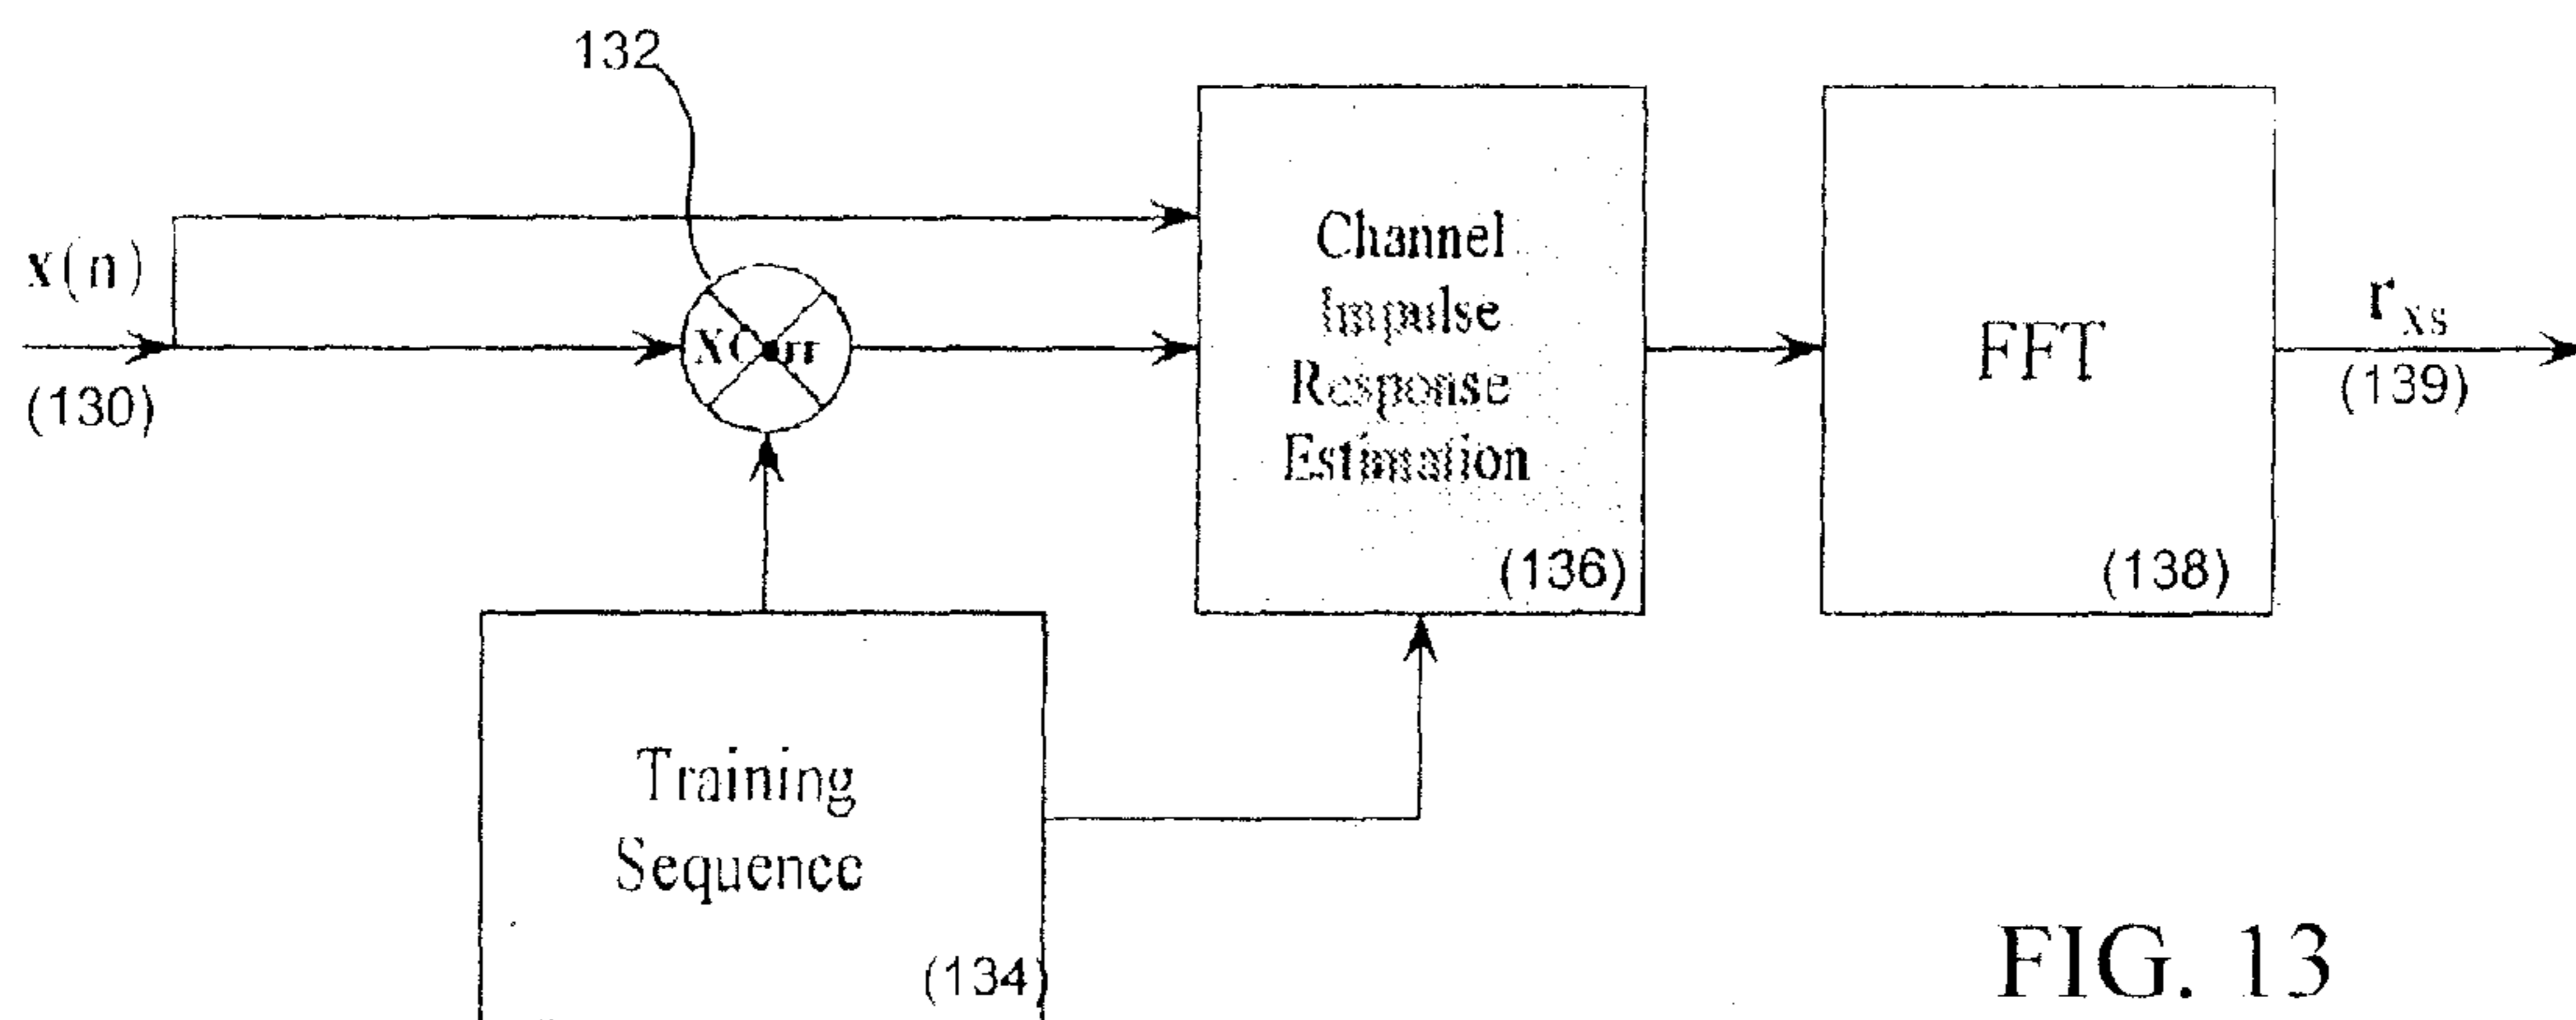 132
x(n)
(130)
XCorr
Channel
Impulse
Response
Estimation
(136)
FFT
(138)
r_xs
(139)
Training
Sequence
(134)
FIG. 13